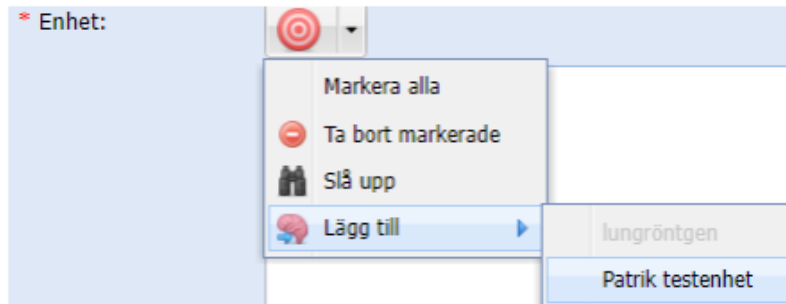 * Enhet:
Markera alla
Ta bort markerade
Slå upp
Lägg till
lungröntgen
Patrik testenhet